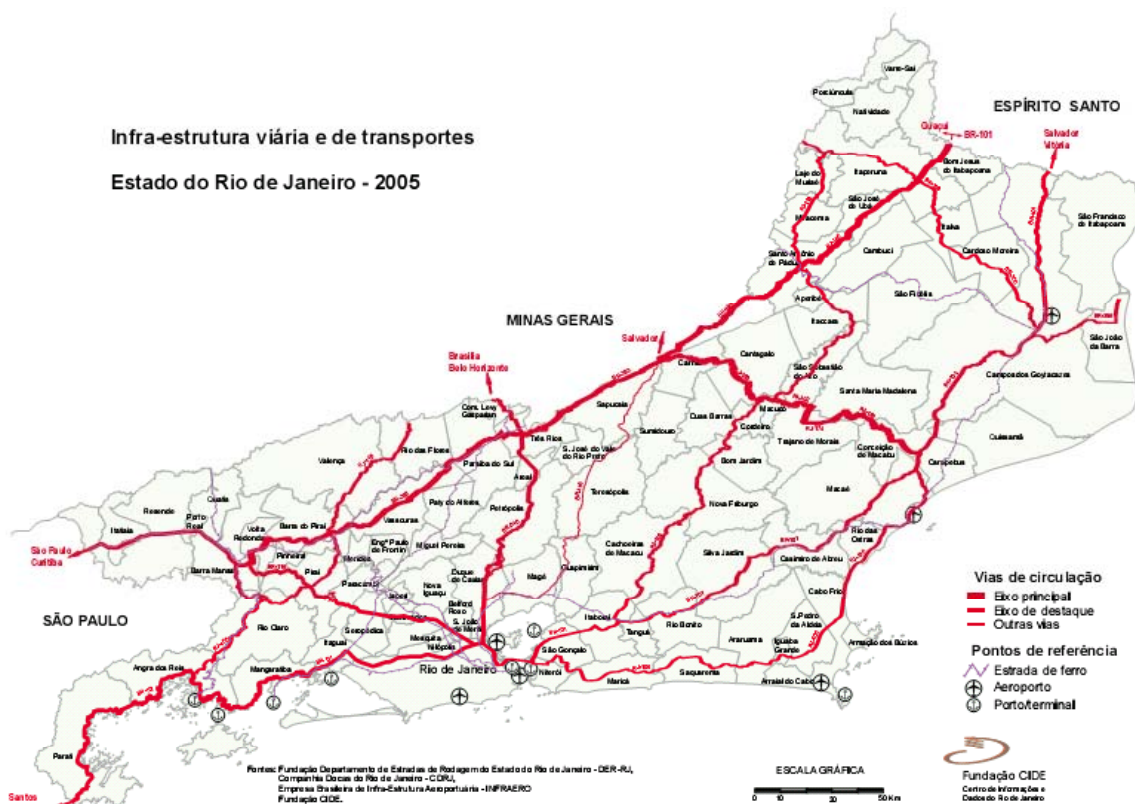 Infra-estrutura viária e de transportes
Estado do Rio de Janeiro - 2005
ESPÍRITO SANTO
MINAS GERAIS
SÃO PAULO
Guaçuí
BR-101
Salvador
Vitória
Salvador
Brasília
Belo Horizonte
São Paulo
Curitiba
Santos
Varre-Sai
Porciúncula
Natividade
Bom Jesus
do Itabapoana
Laje do
Muriaé
Itaperuna
São José
de Ubá
Miracema
Italva
São Francisco
do Itabapoana
Cambuci
Cardoso Moreira
Santo Antônio
de Pádua
Aperibé
São Fidélis
Itaocara
São João
da Barra
Cantagalo
Carmo
São Sebastião
do Alto
Santa Maria Madalena
Campos dos Goytacazes
Com. Levy
Gasparian
Sapucaia
Duas Barras
Macuco
Cordeiro
Sumidouro
Trajano de Morais
Quissamã
Três Rios
Rio das Flores
Valença
S. José do Vale
do Rio Preto
Conceição
de Macabu
Carapebus
Paraíba do Sul
Areal
Bom Jardim
Teresópolis
Macaé
Paty do Alferes
Petrópolis
Nova Friburgo
Quatis
Resende
Itatiaia
Porto
Real
Volta
Redonda
Barra do Piraí
Vassouras
Rio das
Ostras
Engº Paulo
de Frontin
Miguel Pereira
Cachoeiras
de Macacu
Silva Jardim
Casimiro de Abreu
Pinheiral
Mendes
Barra Mansa
Piraí
Paracambi
Nova
Iguaçu
Duque
de Caxias
Magé
Guapimirim
Japeri
Belford
Roxo
Cabo Frio
Rio Claro
Seropédica
S. João
de Meriti
Itaboraí
Tanguá
Rio Bonito
S. Pedro
da Aldeia
Itaguaí
Mesquita
Nilópolis
Araruama
Iguaba
Grande
Armação dos Búzios
Angra dos Reis
Mangaratiba
Rio de Janeiro
São Gonçalo
Niterói
Maricá
Saquarema
Arraial do Cabo
Parati
Vias de circulação
Eixo principal
Eixo de destaque
Outras vias
Pontos de referência
Estrada de ferro
Aeroporto
Porto/terminal
Fontes: Fundação Departamento de Estradas de Rodagem do Estado do Rio de Janeiro - DER-RJ,
Companhia Docas do Rio de Janeiro - CDRJ,
Empresa Brasileira de Infra-Estrutura Aeroportuária - INFRAERO
Fundação CIDE.
ESCALA GRÁFICA
0 10 20 30 50 Km
Fundação CIDE
Centro de Informações e
Dados do Rio de Janeiro